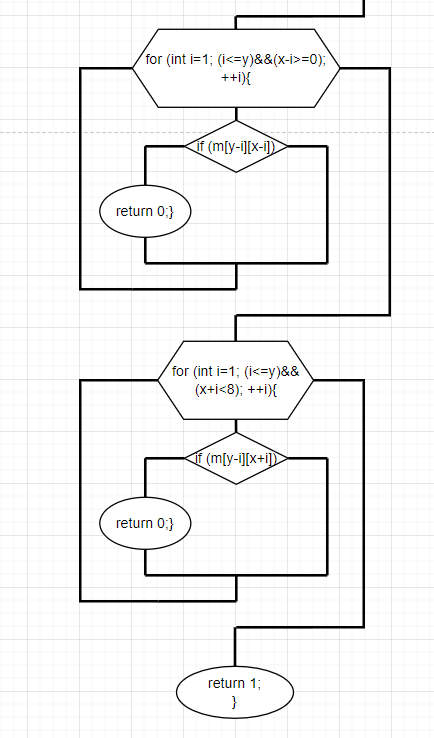 for (int i=1; (i<=y)&&(x-i>=0);
++i){
if (m[y-i][x-i])
return 0;}
for (int i=1; (i<=y)&&
(x+i<8); ++i){
if (m[y-i][x+i])
return 0;}
return 1;
}